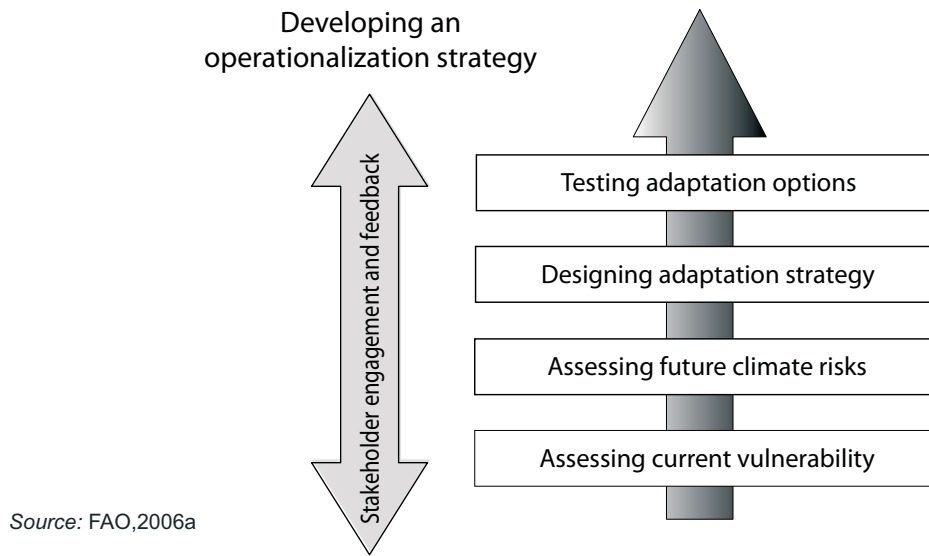 Developing an
operationalization strategy
Stakeholder engagement and feedback
Testing adaptation options
Designing adaptation strategy
Assessing future climate risks
Assessing current vulnerability
Source: FAO,2006a